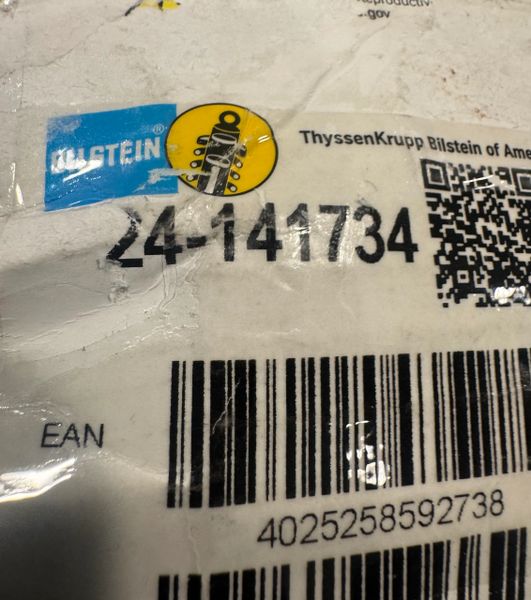 .gov
BILSTEIN®
ThyssenKrupp Bilstein of Ame
24-141734
EAN
4025258592738